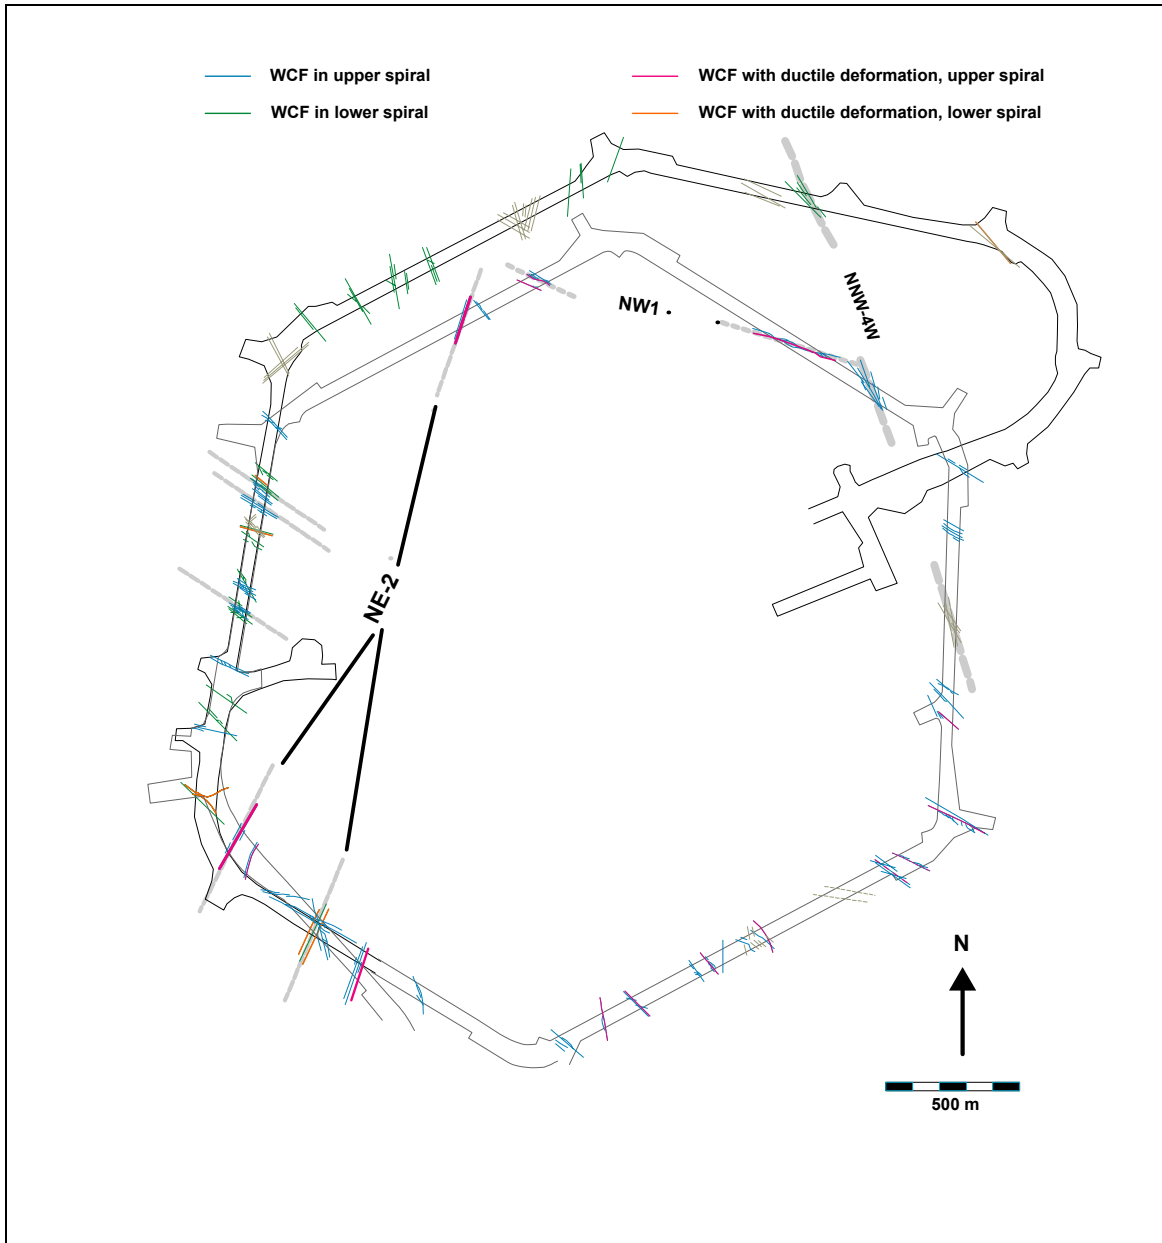 WCF in upper spiral
WCF with ductile deformation, upper spiral
WCF in lower spiral
WCF with ductile deformation, lower spiral
NW1
NNW-4W
NE-2
N
500 m